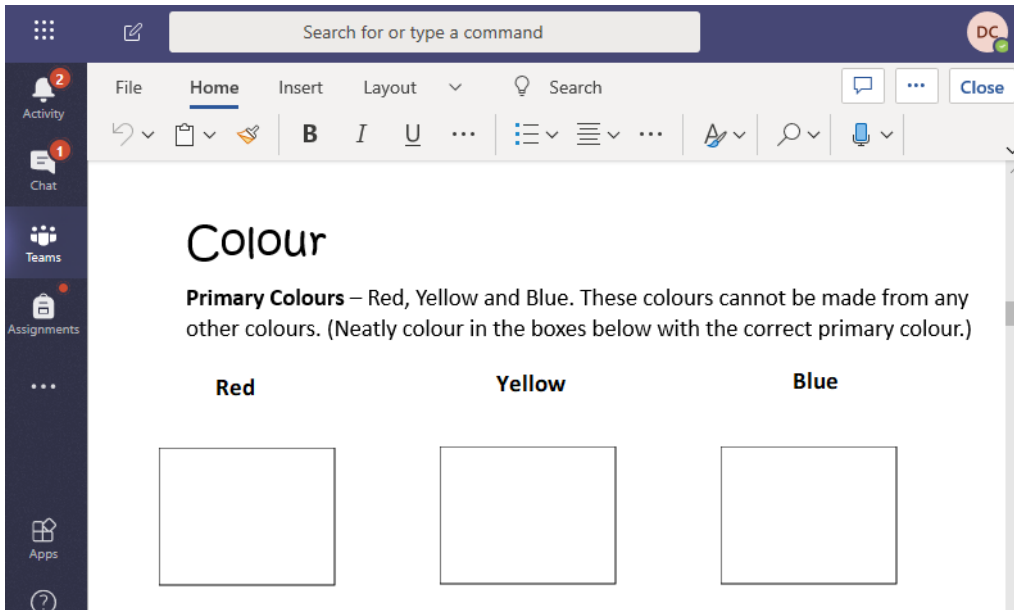 Search for or type a command
DC
2
Activity
1
Chat
Teams
Assignments
Apps
File Home Insert Layout Search Close
B I U
Colour
Primary Colours – Red, Yellow and Blue. These colours cannot be made from any
other colours. (Neatly colour in the boxes below with the correct primary colour.)
Red Yellow Blue